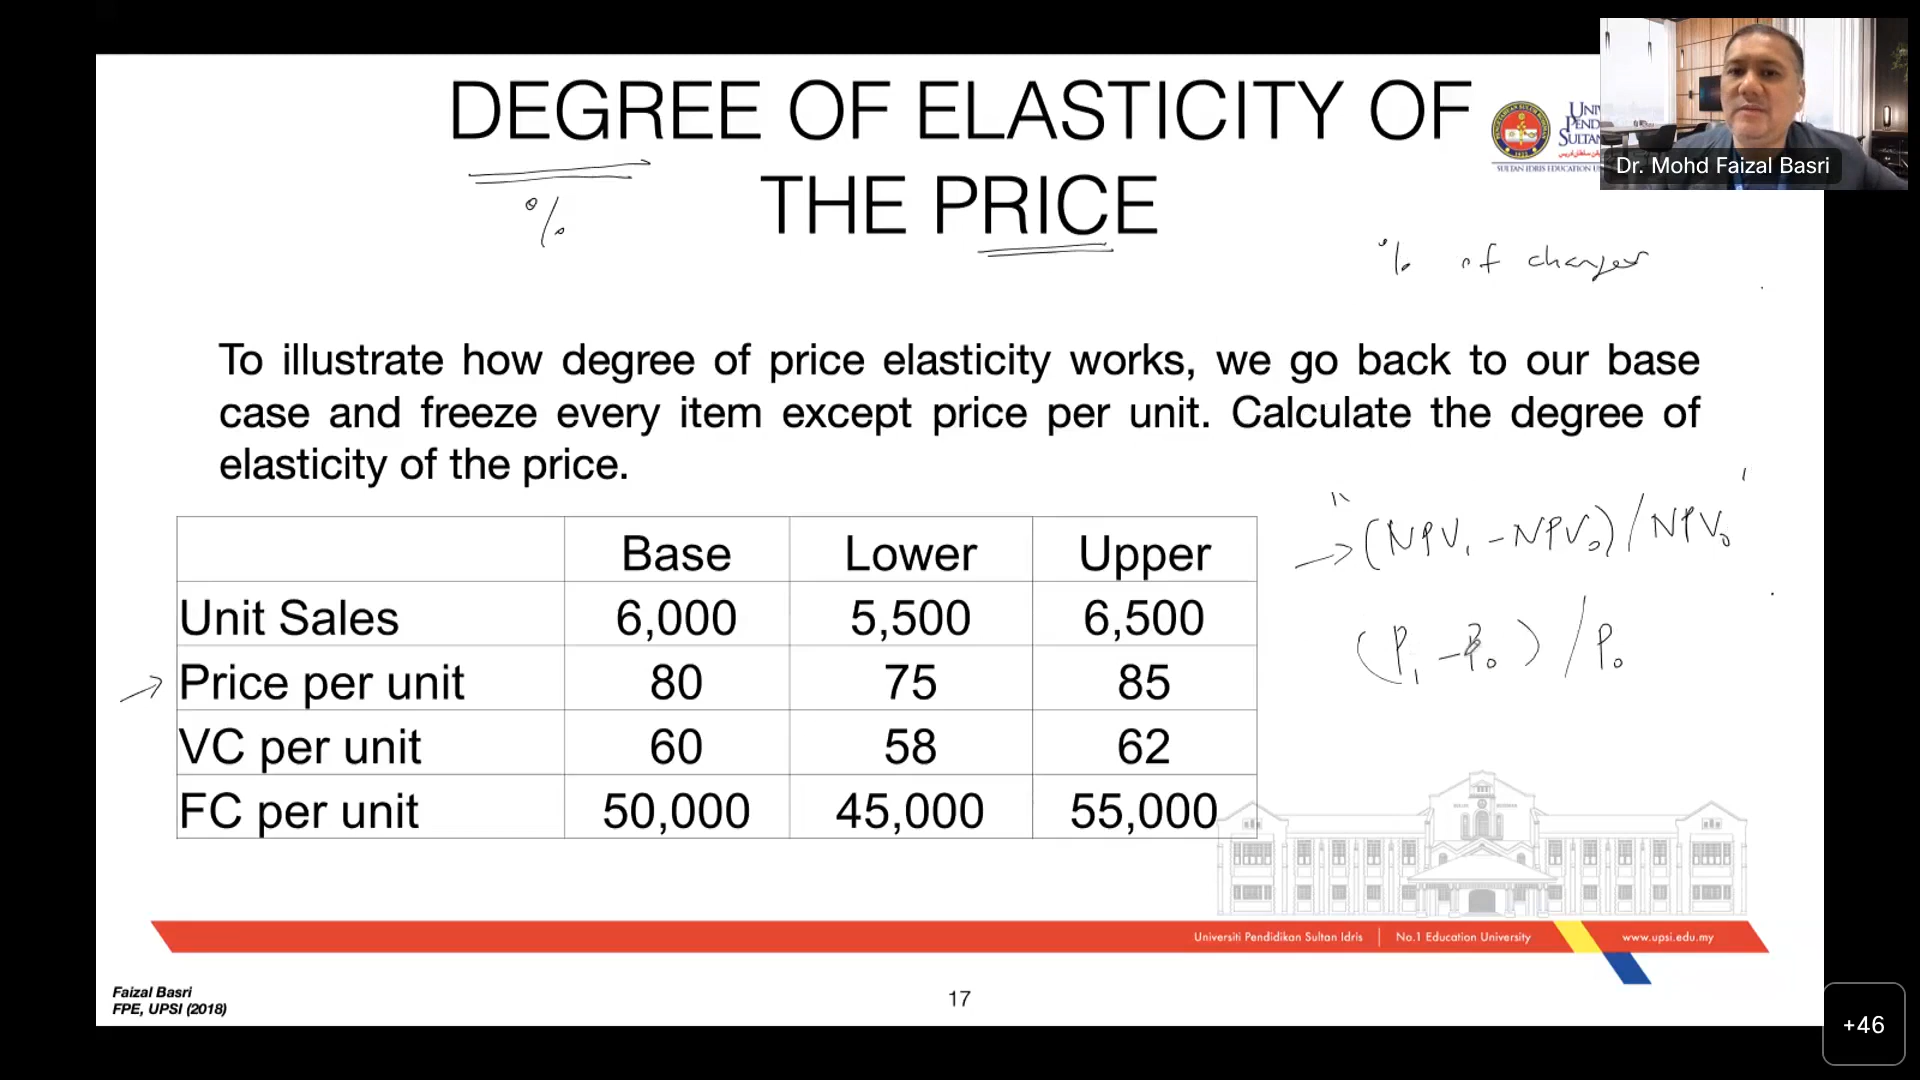 DEGREE OF ELASTICITY OF
THE PRICE
%
% of changes
SULTAN IDRIS EDUCATION
Dr. Mohd Faizal Basri
To illustrate how degree of price elasticity works, we go back to our base
case and freeze every item except price per unit. Calculate the degree of
elasticity of the price.
Base Lower Upper
Unit Sales 6,000 5,500 6,500
Price per unit 80 75 85
VC per unit 60 58 62
FC per unit 50,000 45,000 55,000
(NPV₁ - NPV₀) / NPV₀
(P₁ - P₀) / P₀
Universiti Pendidikan Sultan Idris | No.1 Education University www.upsi.edu.my
Faizal Basri
FPE, UPSI (2018)
17
+46